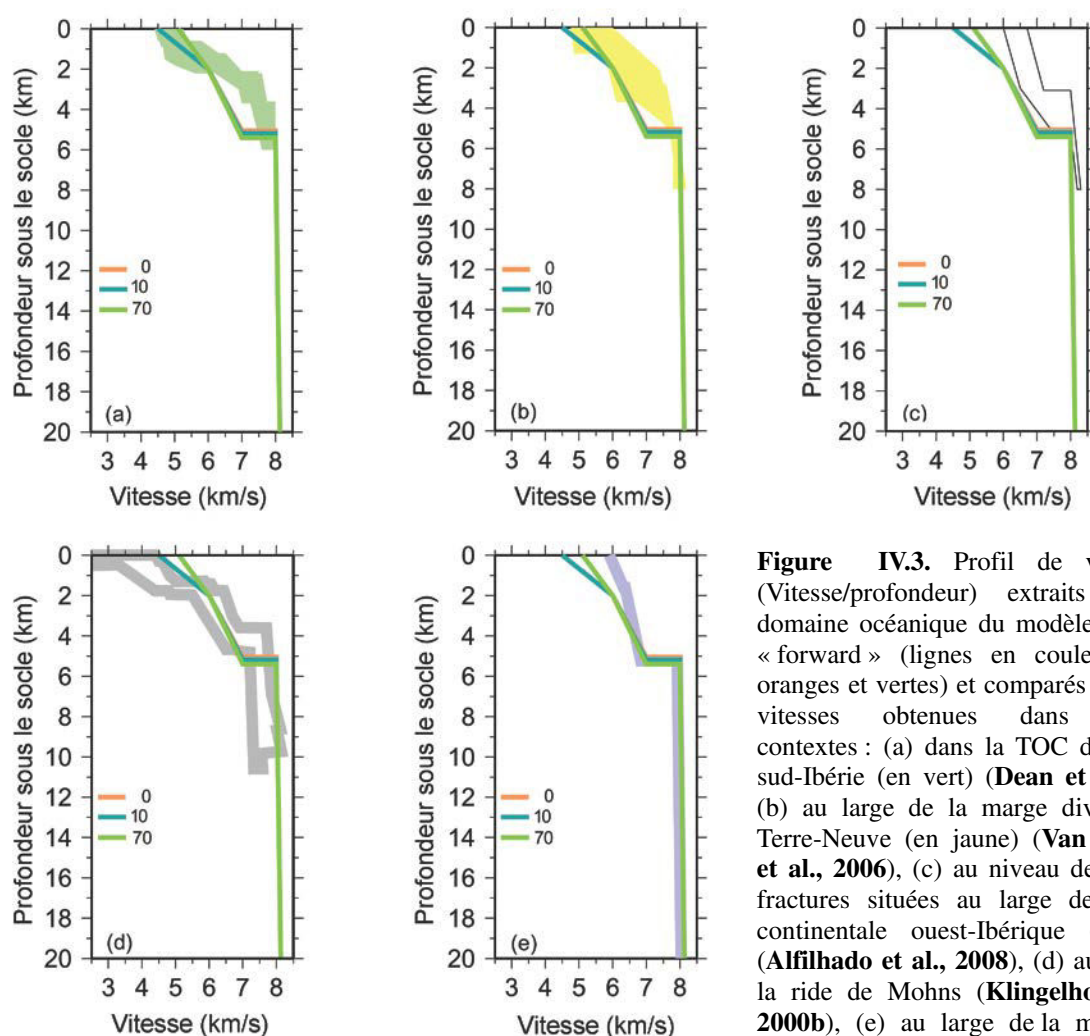 0
2
4
6
8
10
12
14
16
18
20
Profondeur sous le socle (km)
0
10
70
(a)
3 4 5 6 7 8
Vitesse (km/s)
0
2
4
6
8
10
12
14
16
18
20
Profondeur sous le socle (km)
0
10
70
(b)
3 4 5 6 7 8
Vitesse (km/s)
0
2
4
6
8
10
12
14
16
18
20
Profondeur sous le socle (km)
0
10
70
(c)
3 4 5 6 7 8
Vitesse (km/s)
0
2
4
6
8
10
12
14
16
18
20
Profondeur sous le socle (km)
0
10
70
(d)
3 4 5 6 7 8
Vitesse (km/s)
0
2
4
6
8
10
12
14
16
18
20
Profondeur sous le socle (km)
0
10
70
(e)
3 4 5 6 7 8
Vitesse (km/s)
Figure IV.3. Profil de v
(Vitesse/profondeur) extraits
domaine océanique du modèle
« forward » (lignes en coule
oranges et vertes) et comparés
vitesses obtenues dans
contextes : (a) dans la TOC d
sud-Ibérie (en vert) (Dean et
(b) au large de la marge div
Terre-Neuve (en jaune) (Van
et al., 2006), (c) au niveau de
fractures situées au large de
continentale ouest-Ibérique
(Alfilhado et al., 2008), (d) au
la ride de Mohns (Klingelho
2000b), (e) au large de la m